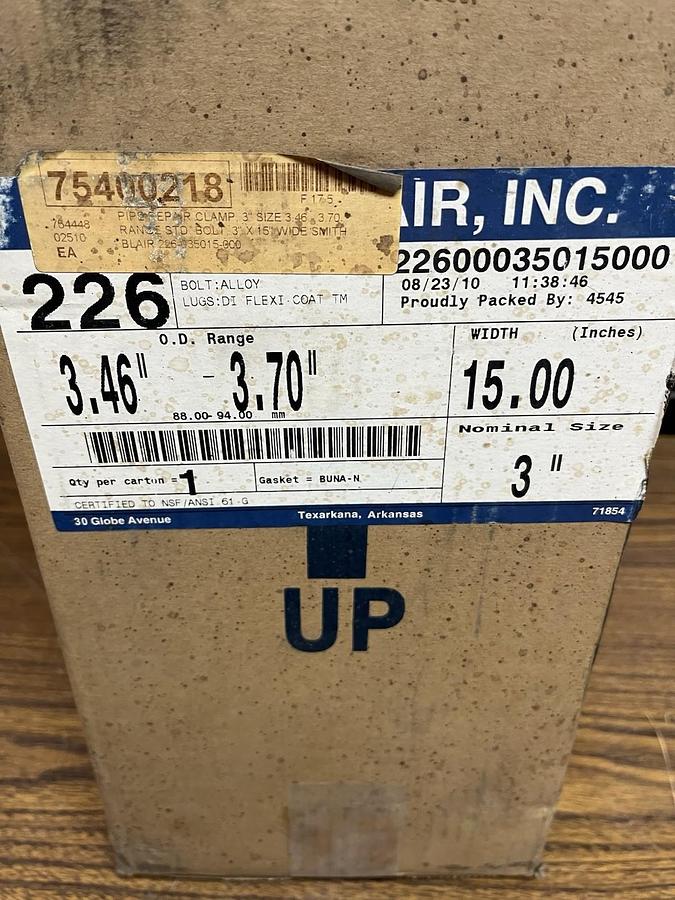 75400218
F175
764448
02510
EA
PIPE REPAIR CLAMP, 3" SIZE 3.46 - 3.70
RANGE STD. BOLT, 3" X 15" WIDE SMITH
BLAIR 226-035015-000
AIR, INC.
22600035015000
08/23/10 11:38:46
Proudly Packed By: 4545
226
BOLT:ALLOY
LUGS:DI FLEXI-COAT TM
O.D. Range
3.46" - 3.70"
88.00- 94.00 mm
WIDTH (Inches)
15.00
Nominal Size
3 "
Qty per carton = 1
Gasket = BUNA-N
CERTIFIED TO NSF/ANSI 61-G
30 Globe Avenue Texarkana, Arkansas 71854
UP